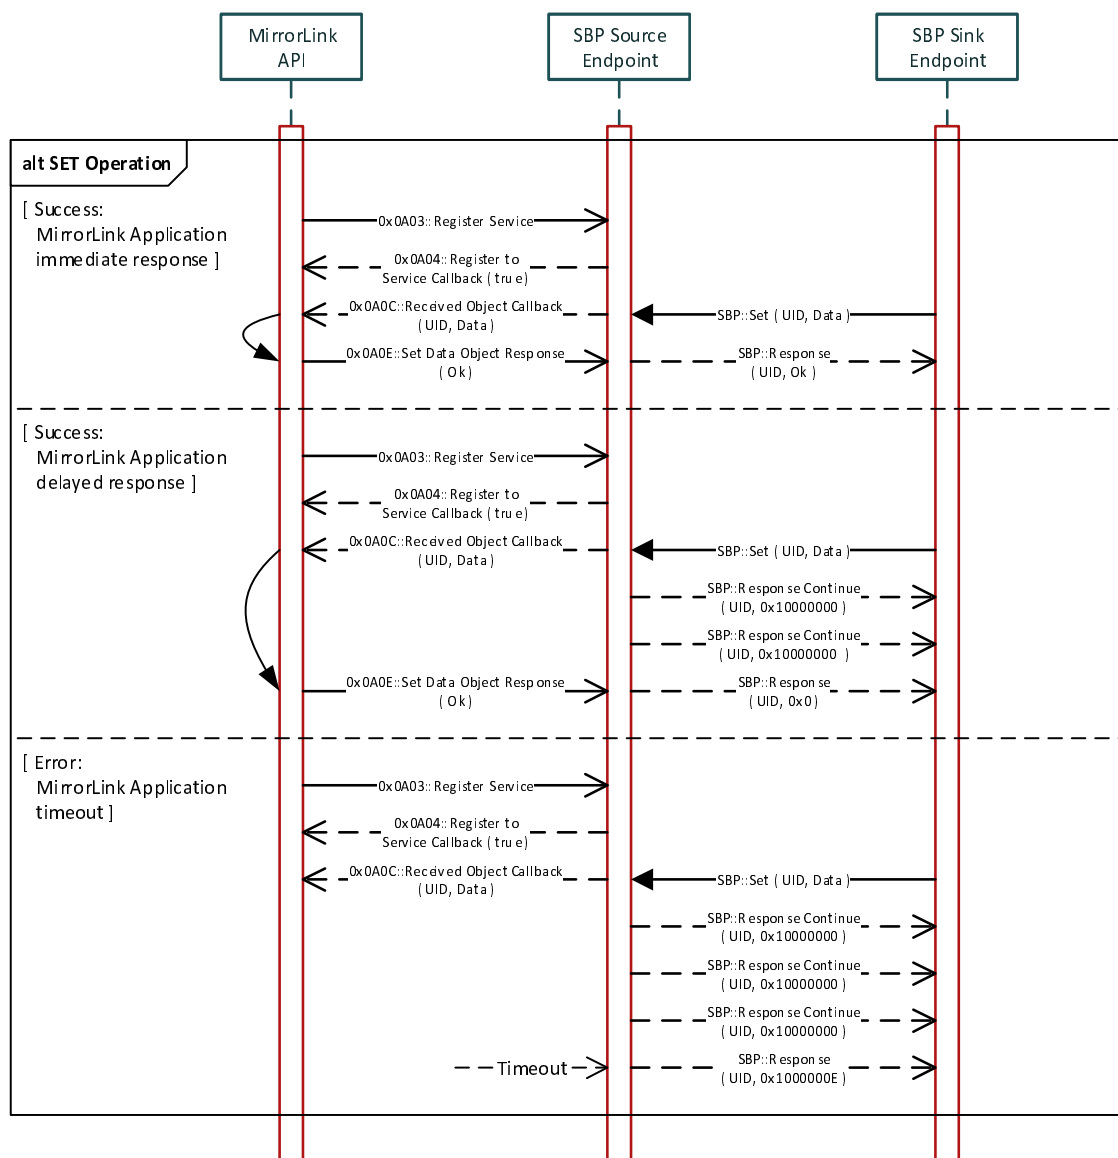 MirrorLink
API
SBP Source
Endpoint
SBP Sink
Endpoint
alt SET Operation
[ Success:
MirrorLink Application
immediate response ]
0x0A03:: Register Service
0x0A04:: Register to
Service Callback ( true)
0x0A0C::Received Object Callback
( UID, Data )
SBP::Set ( UID, Data )
0x0A0E::Set Data Object Response
( Ok )
SBP::Response
( UID, Ok )
[ Success:
MirrorLink Application
delayed response ]
0x0A03:: Register Service
0x0A04:: Register to
Service Callback ( true)
0x0A0C::Received Object Callback
( UID, Data )
SBP::Set ( UID, Data )
SBP::Response Continue
( UID, 0x10000000 )
SBP::Response Continue
( UID, 0x10000000 )
0x0A0E::Set Data Object Response
( Ok )
SBP::Response
( UID, 0x0 )
[ Error:
MirrorLink Application
timeout ]
0x0A03:: Register Service
0x0A04:: Register to
Service Callback ( true)
0x0A0C::Received Object Callback
( UID, Data )
SBP::Set ( UID, Data )
SBP::Response Continue
( UID, 0x10000000 )
SBP::Response Continue
( UID, 0x10000000 )
SBP::Response Continue
( UID, 0x10000000 )
Timeout
SBP::Response
( UID, 0x1000000E )